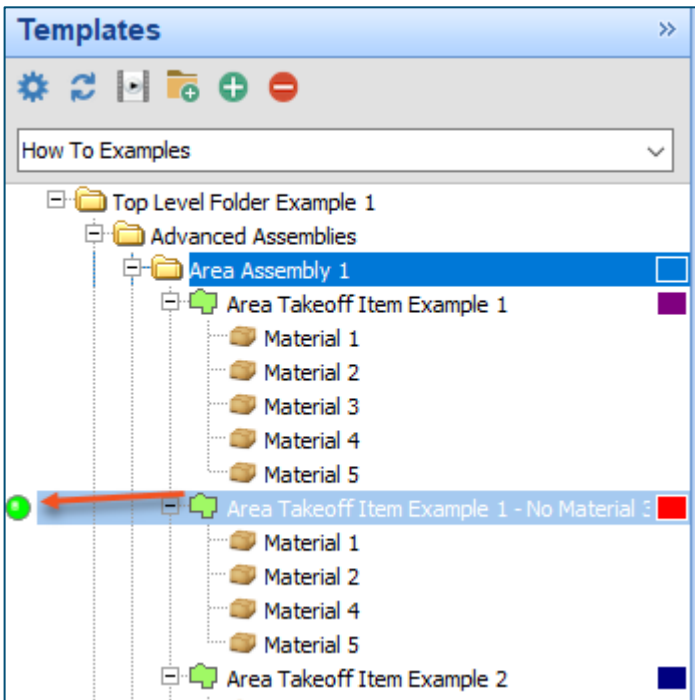 Templates
How To Examples
Top Level Folder Example 1
Advanced Assemblies
Area Assembly 1
Area Takeoff Item Example 1
Material 1
Material 2
Material 3
Material 4
Material 5
Area Takeoff Item Example 1 - No Material 3
Material 1
Material 2
Material 4
Material 5
Area Takeoff Item Example 2